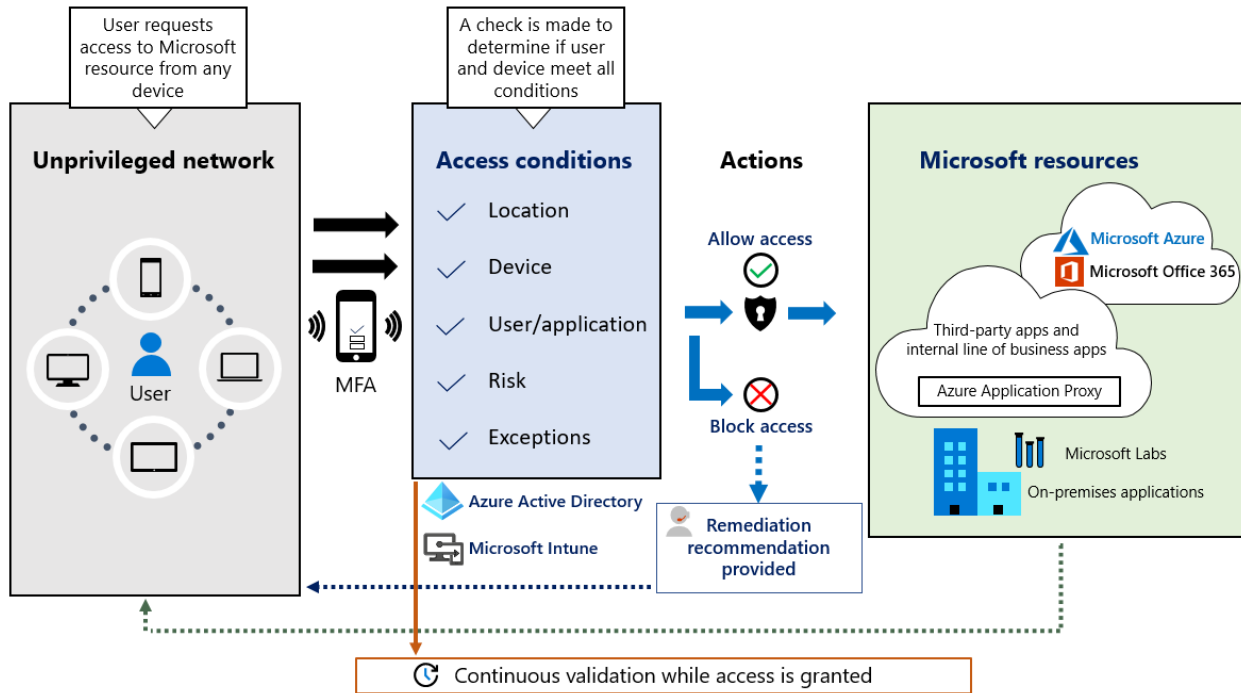 User requests
access to Microsoft
resource from any
device
A check is made to
determine if user
and device meet all
conditions
Unprivileged network
User
MFA
Access conditions
Location
Device
User/application
Risk
Exceptions
Azure Active Directory
Microsoft Intune
Actions
Allow access
Block access
Remediation
recommendation
provided
Microsoft resources
Microsoft Azure
Microsoft Office 365
Third-party apps and
internal line of business apps
Azure Application Proxy
Microsoft Labs
On-premises applications
Continuous validation while access is granted